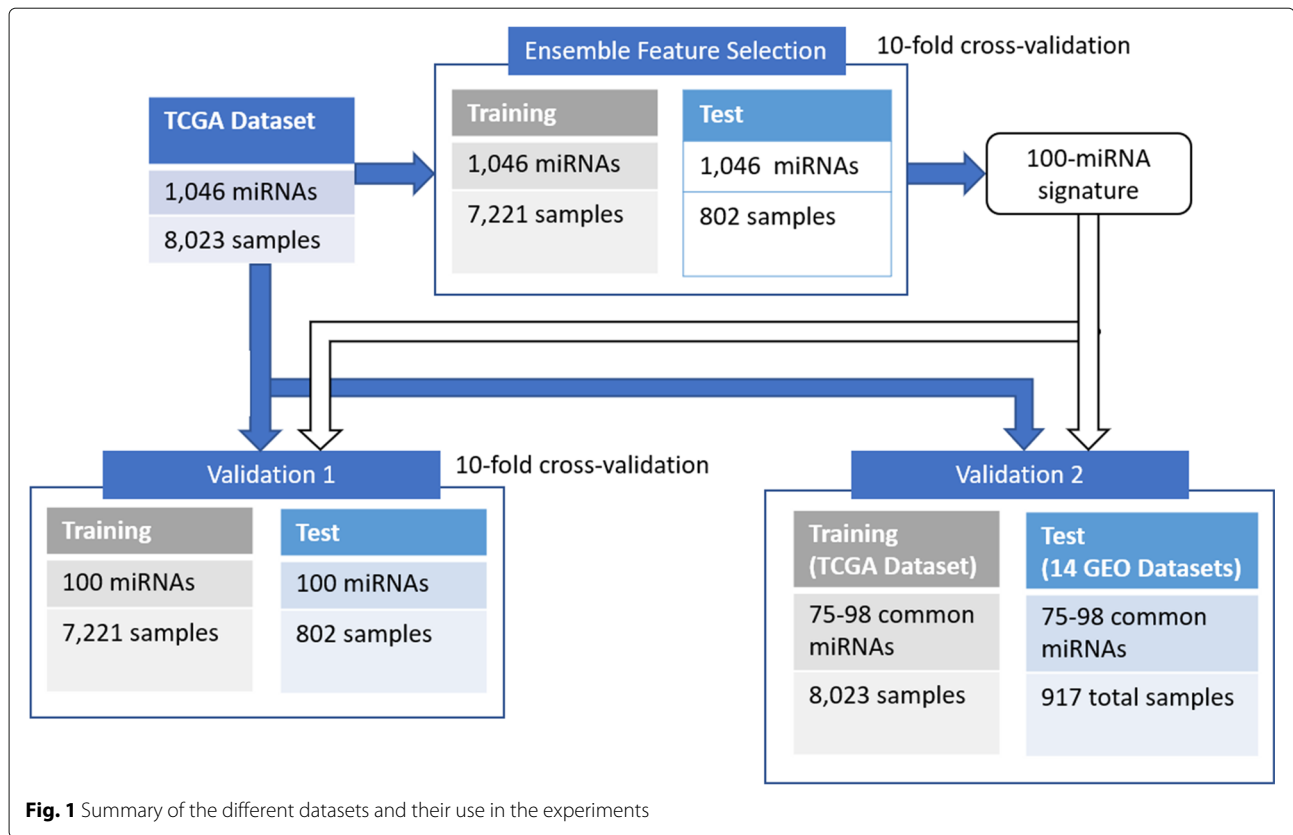 Ensemble Feature Selection
10-fold cross-validation
TCGA Dataset
1,046 miRNAs
8,023 samples
Training
1,046 miRNAs
7,221 samples
Test
1,046 miRNAs
802 samples
100-miRNA
signature
Validation 1
10-fold cross-validation
Training
100 miRNAs
7,221 samples
Test
100 miRNAs
802 samples
Validation 2
Training
(TCGA Dataset)
75-98 common
miRNAs
8,023 samples
Test
(14 GEO Datasets)
75-98 common
miRNAs
917 total samples
Fig. 1 Summary of the different datasets and their use in the experiments